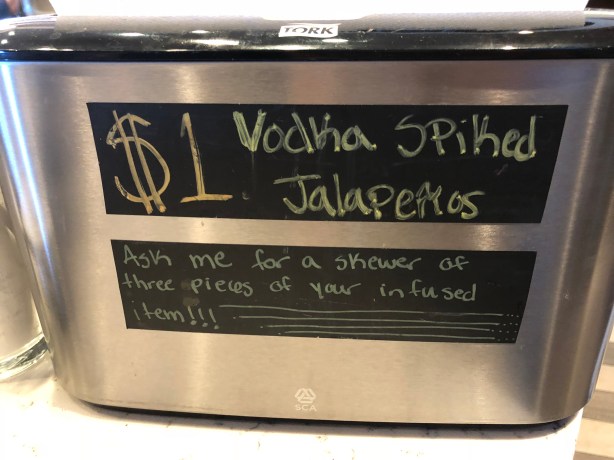 TORK
$1 Vodka Spiked
Jalapeños
Ask me for a skewer of
three pieces of your infused
item!!!
SCA